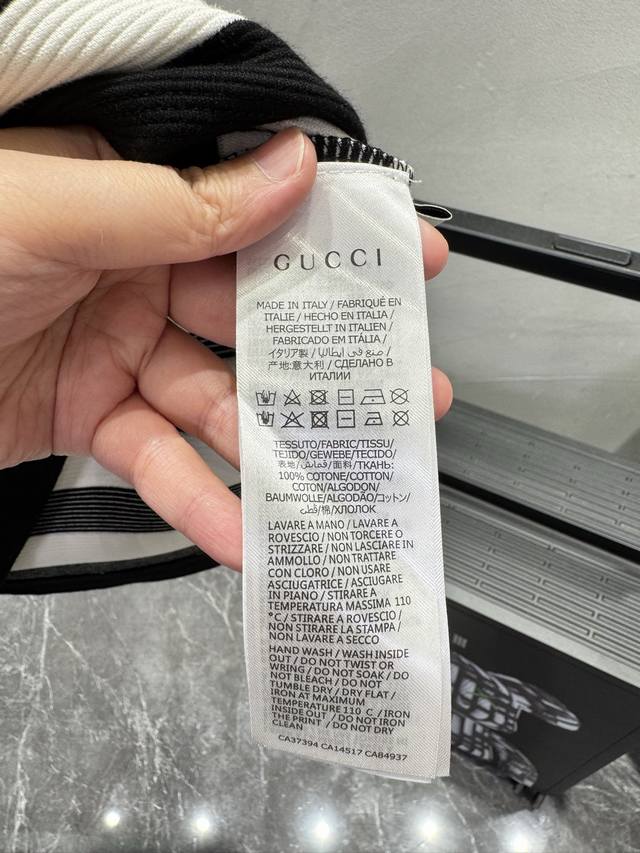 GUCCI
MADE IN ITALY / FABRIQUÉ EN
ITALIE / HECHO EN ITALIA /
HERGESTELLT IN ITALIEN /
FABRICADO EM ITÁLIA /
イタリア製 / صنع في ايطاليا /
产地:意大利 / СДЕЛАНО В
ИТАЛИИ
TESSUTO/FABRIC/TISSU/
TEJIDO/GEWEBE/TECIDO/
表地/قماش/面料/ТКАНЬ:
100% COTONE/COTTON/
COTON/ALGODON/
BAUMWOLLE/ALGODÃO/コットン/
قطن/棉/ХЛОПОК
LAVARE A MANO / LAVARE A
ROVESCIO / NON TORCERE O
STRIZZARE / NON LASCIARE IN
AMMOLLO / NON TRATTARE
CON CLORO / NON USARE
ASCIUGATRICE / ASCIUGARE
IN PIANO / STIRARE A
TEMPERATURA MASSIMA 110
°C / STIRARE A ROVESCIO /
NON STIRARE LA STAMPA /
NON LAVARE A SECCO
HAND WASH / WASH INSIDE
OUT / DO NOT TWIST OR
WRING / DO NOT SOAK / DO
NOT BLEACH / DO NOT
TUMBLE DRY / DRY FLAT /
IRON AT MAXIMUM
TEMPERATURE 110 C / IRON
INSIDE OUT / DO NOT IRON
THE PRINT / DO NOT DRY
CLEAN
CA37394 CA14517 CA84937